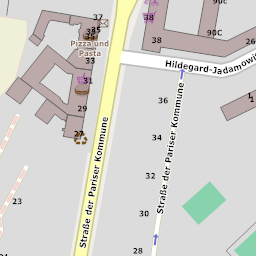 37
38
90C
90C
35
36
38
Pizza und
Pasta
33
Hildegard-Jadamowi
31
36
29
27
34
32
23
30
28
Straße der Pariser Kommune
Straße der Pariser Kommune